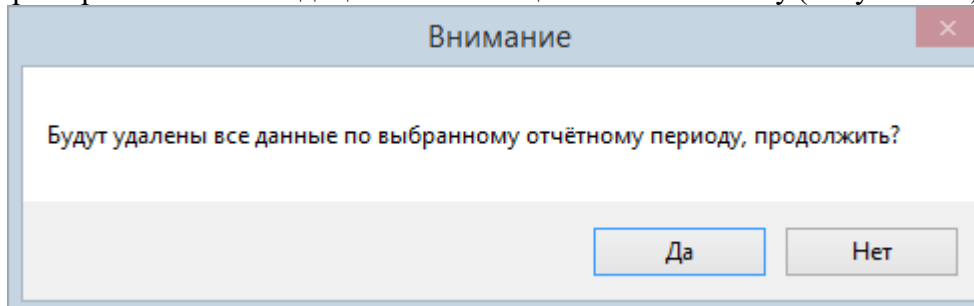 Внимание
Будут удалены все данные по выбранному отчётному периоду, продолжить?
Да
Нет